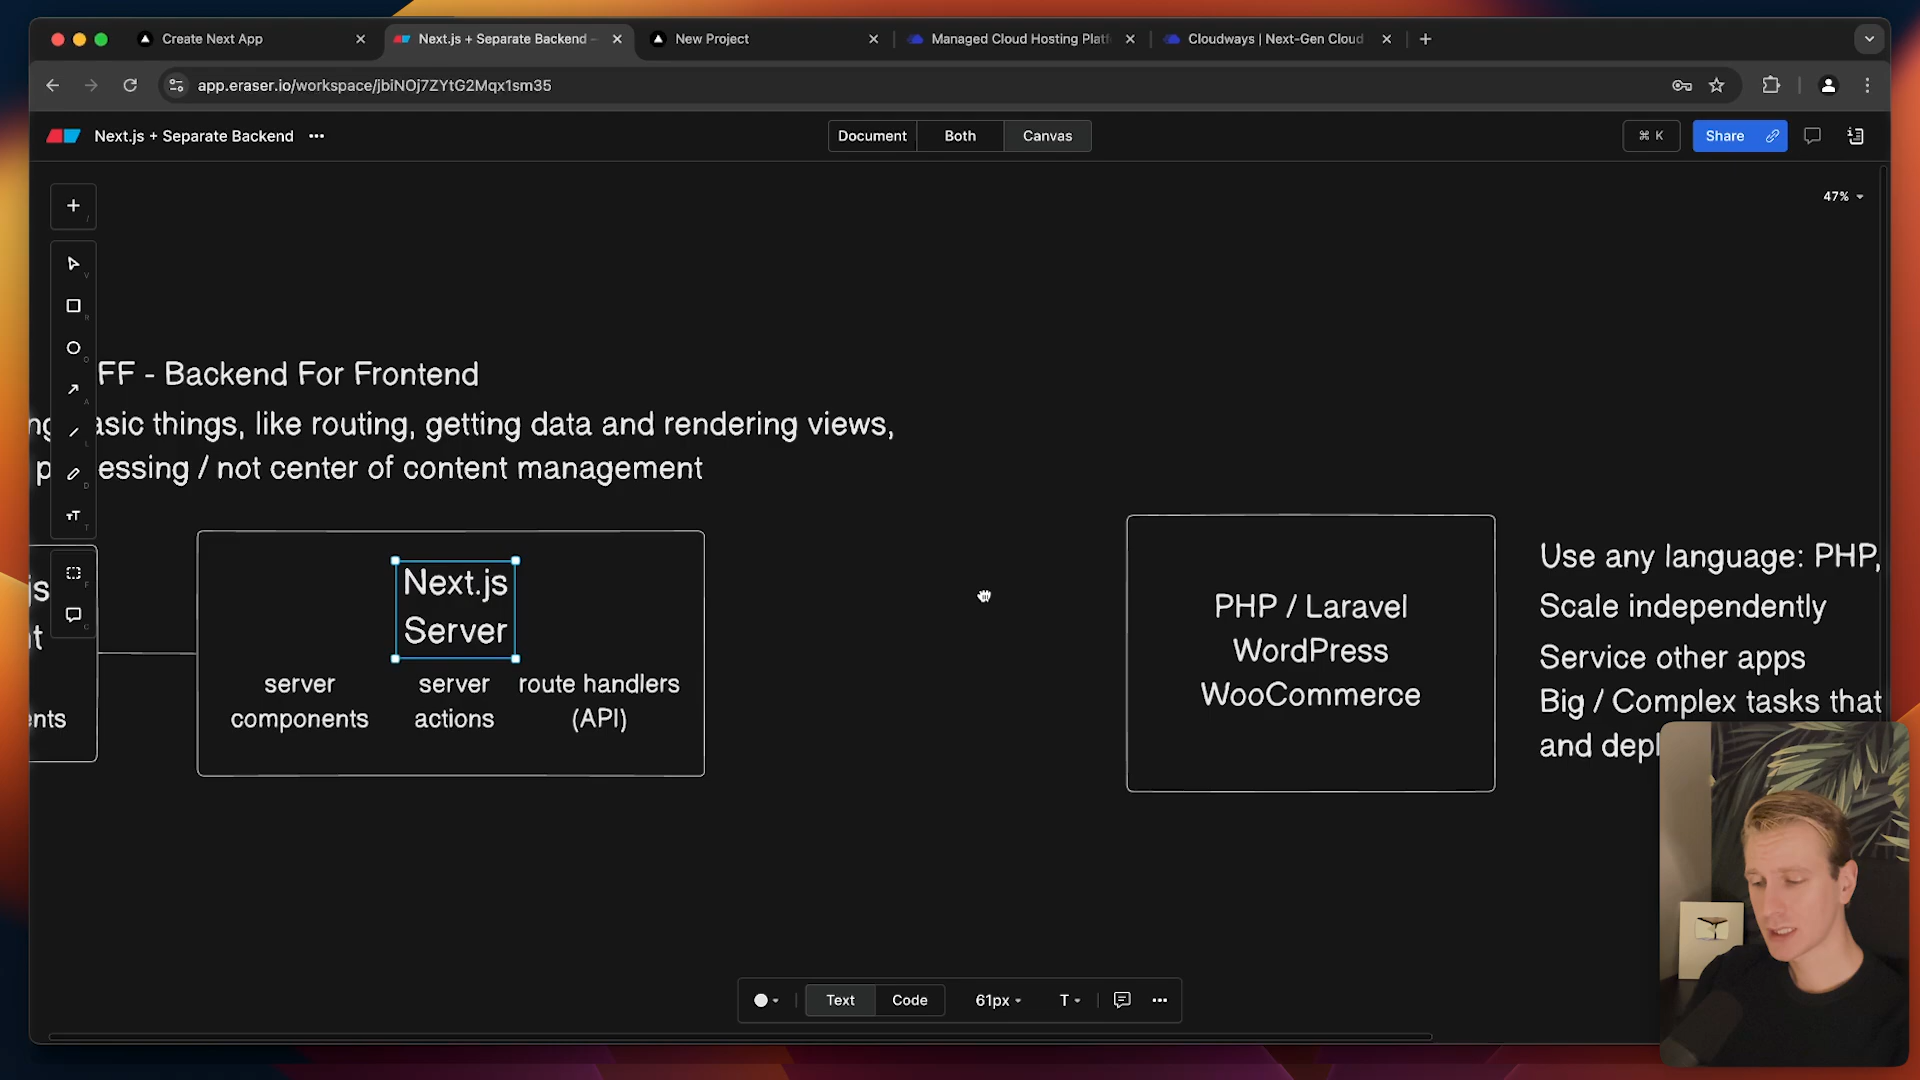 Create Next App
Next.js + Separate Backend -
New Project
Managed Cloud Hosting Platf
Cloudways | Next-Gen Cloud
app.eraser.io/workspace/jbiNOj7ZYtG2Mqx1sm35
Next.js + Separate Backend
Document
Both
Canvas
⌘ K
Share
47%
FF - Backend For Frontend
asic things, like routing, getting data and rendering views,
essing / not center of content management
js
nt
ents
Next.js
Server
server
components
server
actions
route handlers
(API)
PHP / Laravel
WordPress
WooCommerce
Use any language: PHP,
Scale independently
Service other apps
Big / Complex tasks that
and depl
Text
Code
61px
T